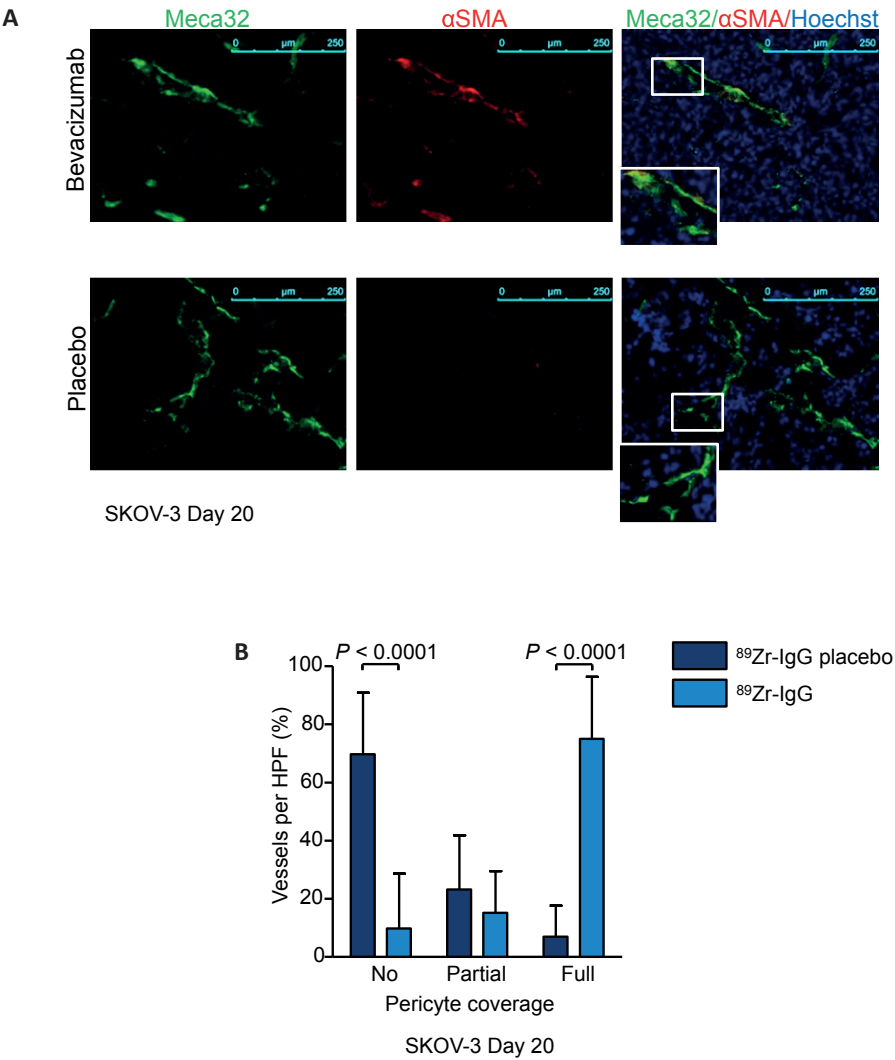 A
Meca32
αSMA
Meca32/αSMA/Hoechst
Bevacizumab
0 µm 250
0 µm 250
0 µm 250
Placebo
0 µm 250
0 µm 250
0 µm 250
SKOV-3 Day 20
B
P < 0.0001
P < 0.0001
⁸⁹Zr-IgG placebo
⁸⁹Zr-IgG
Vessels per HPF (%)
100
80
60
40
20
0
No
Partial
Full
Pericyte coverage
SKOV-3 Day 20